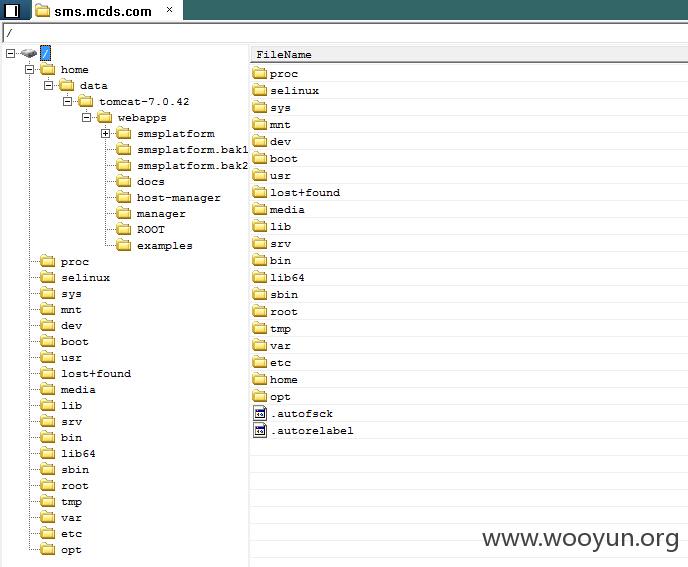 sms.mcds.com ×
/
/
home
data
tomcat-7.0.42
webapps
smsplatform
smsplatform.bak1
smsplatform.bak2
docs
host-manager
manager
ROOT
examples
proc
selinux
sys
mnt
dev
boot
usr
lost+found
media
lib
srv
bin
lib64
sbin
root
tmp
var
etc
opt
FileName
proc
selinux
sys
mnt
dev
boot
usr
lost+found
media
lib
srv
bin
lib64
sbin
root
tmp
var
etc
home
opt
.autofsck
.autorelabel
www.wooyun.org